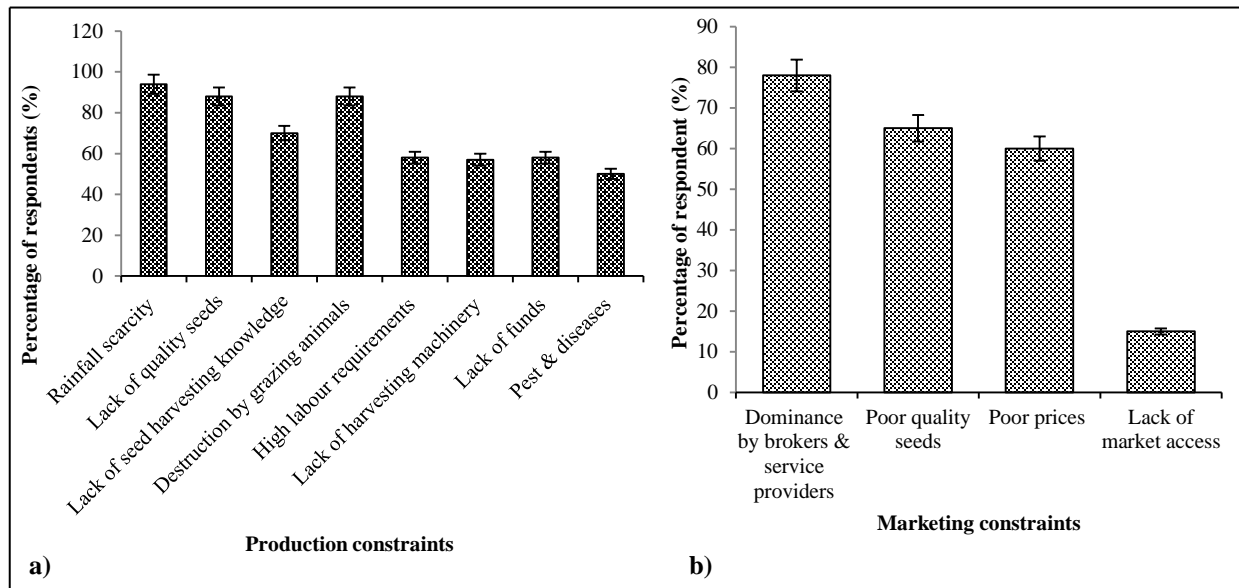 Percentage of respondents (%)
120
100
80
60
40
20
0
Rainfall scarcity
Lack of quality seeds
Lack of seed harvesting knowledge
Destruction by grazing animals
High labour requirements
Lack of harvesting machinery
Lack of funds
Pest & diseases
Production constraints
a)
Percentage of respondent (%)
90
80
70
60
50
40
30
20
10
0
Dominance
by brokers &
service
providers
Poor quality
seeds
Poor prices
Lack of
market access
Marketing constraints
b)